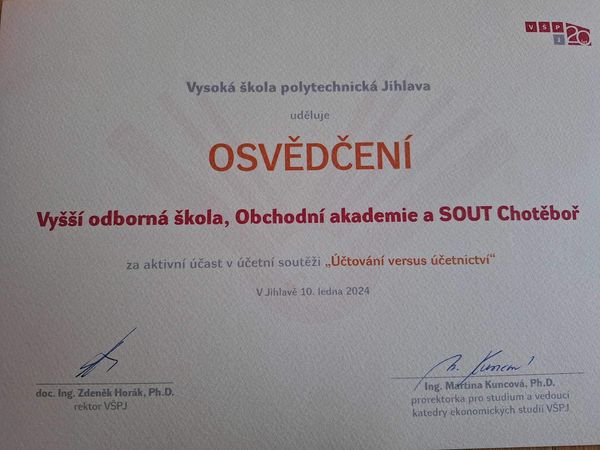 VŠP
J 20
Vysoká škola polytechnická Jihlava
uděluje
OSVĚDČENÍ
Vyšší odborná škola, Obchodní akademie a SOUT Chotěboř
za aktivní účast v účetní soutěži „Účtování versus účetnictví“
V Jihlavě 10. ledna 2024
doc. Ing. Zdeněk Horák, Ph.D.
rektor VŠPJ
Ing. Martina Kuncová, Ph.D.
prorektorka pro studium a vedoucí
katedry ekonomických studií VŠPJ